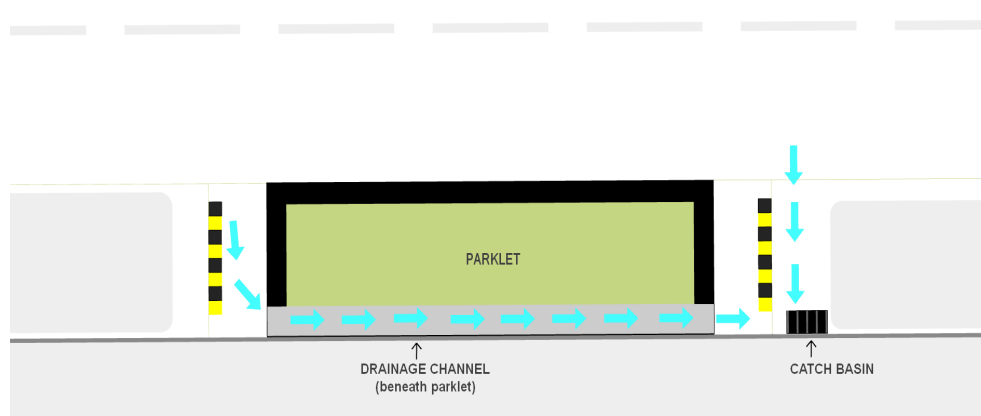 PARKLET
DRAINAGE CHANNEL
(beneath parklet)
CATCH BASIN